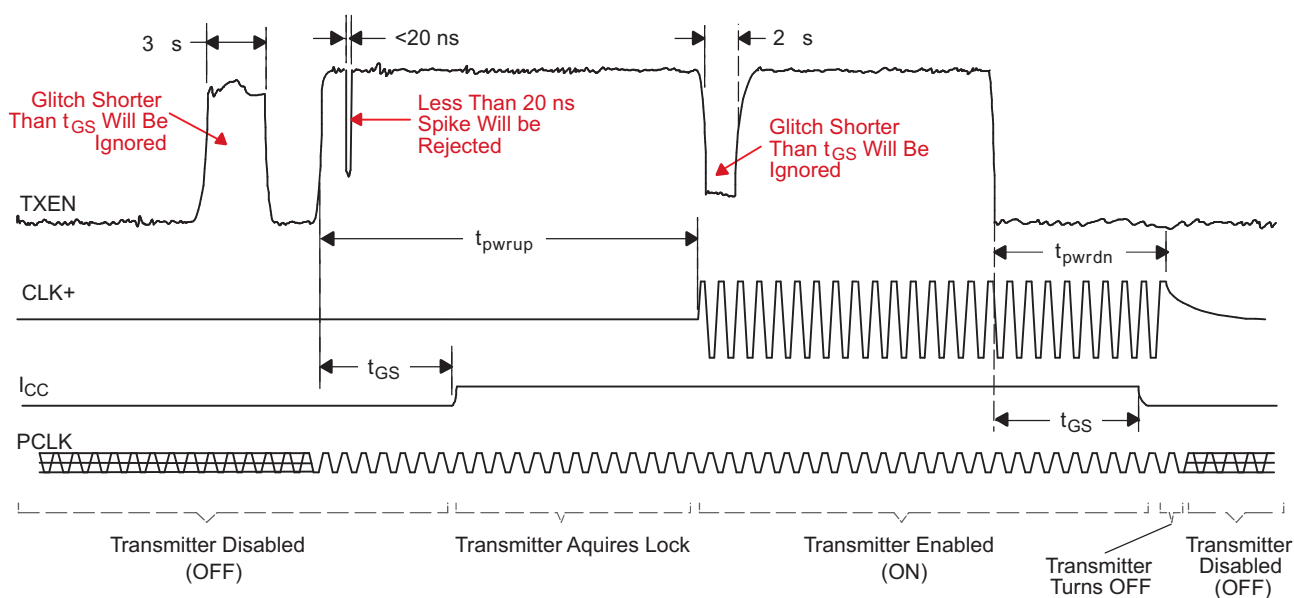 3 s
<20 ns
2 s
Glitch Shorter
Than tGS Will Be
Ignored
Less Than 20 ns
Spike Will be
Rejected
Glitch Shorter
Than tGS Will Be
Ignored
TXEN
tpwrup
tpwrdn
CLK+
tGS
ICC
tGS
PCLK
Transmitter Disabled
(OFF)
Transmitter Aquires Lock
Transmitter Enabled
(ON)
Transmitter
Turns OFF
Transmitter
Disabled
(OFF)